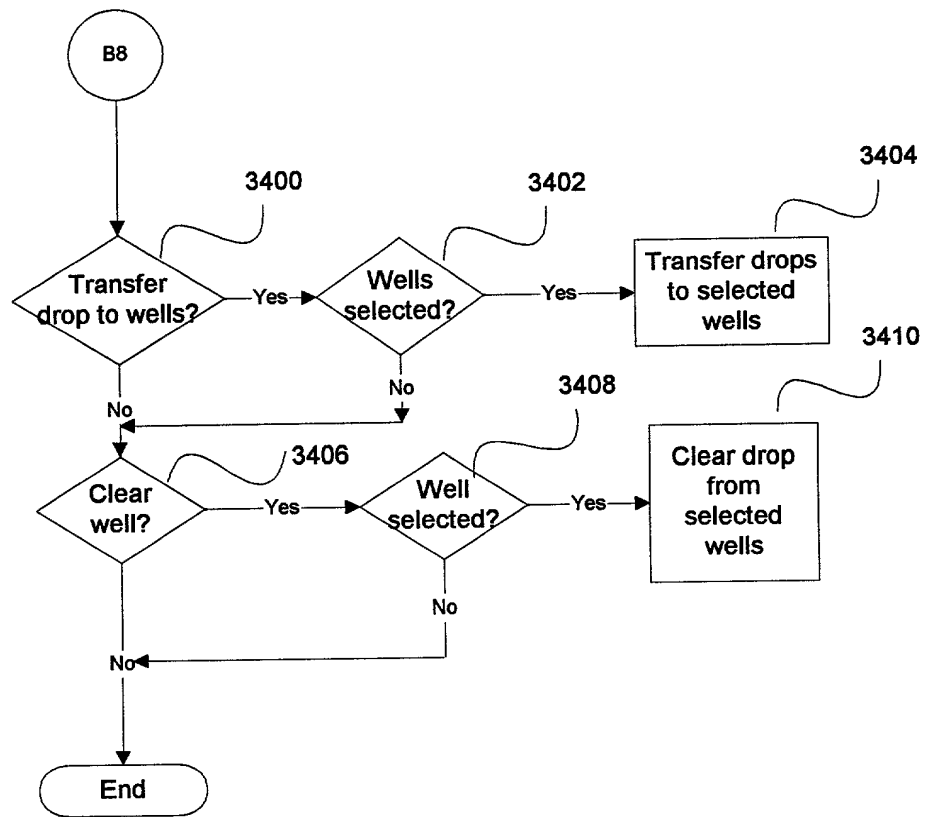 B8
3400
3402
3404
Transfer
drop to wells?
Yes
Wells
selected?
Yes
Transfer drops
to selected
wells
No
No
3406
3408
3410
Clear
well?
Yes
Well
selected?
Yes
Clear drop
from
selected
wells
No
No
End